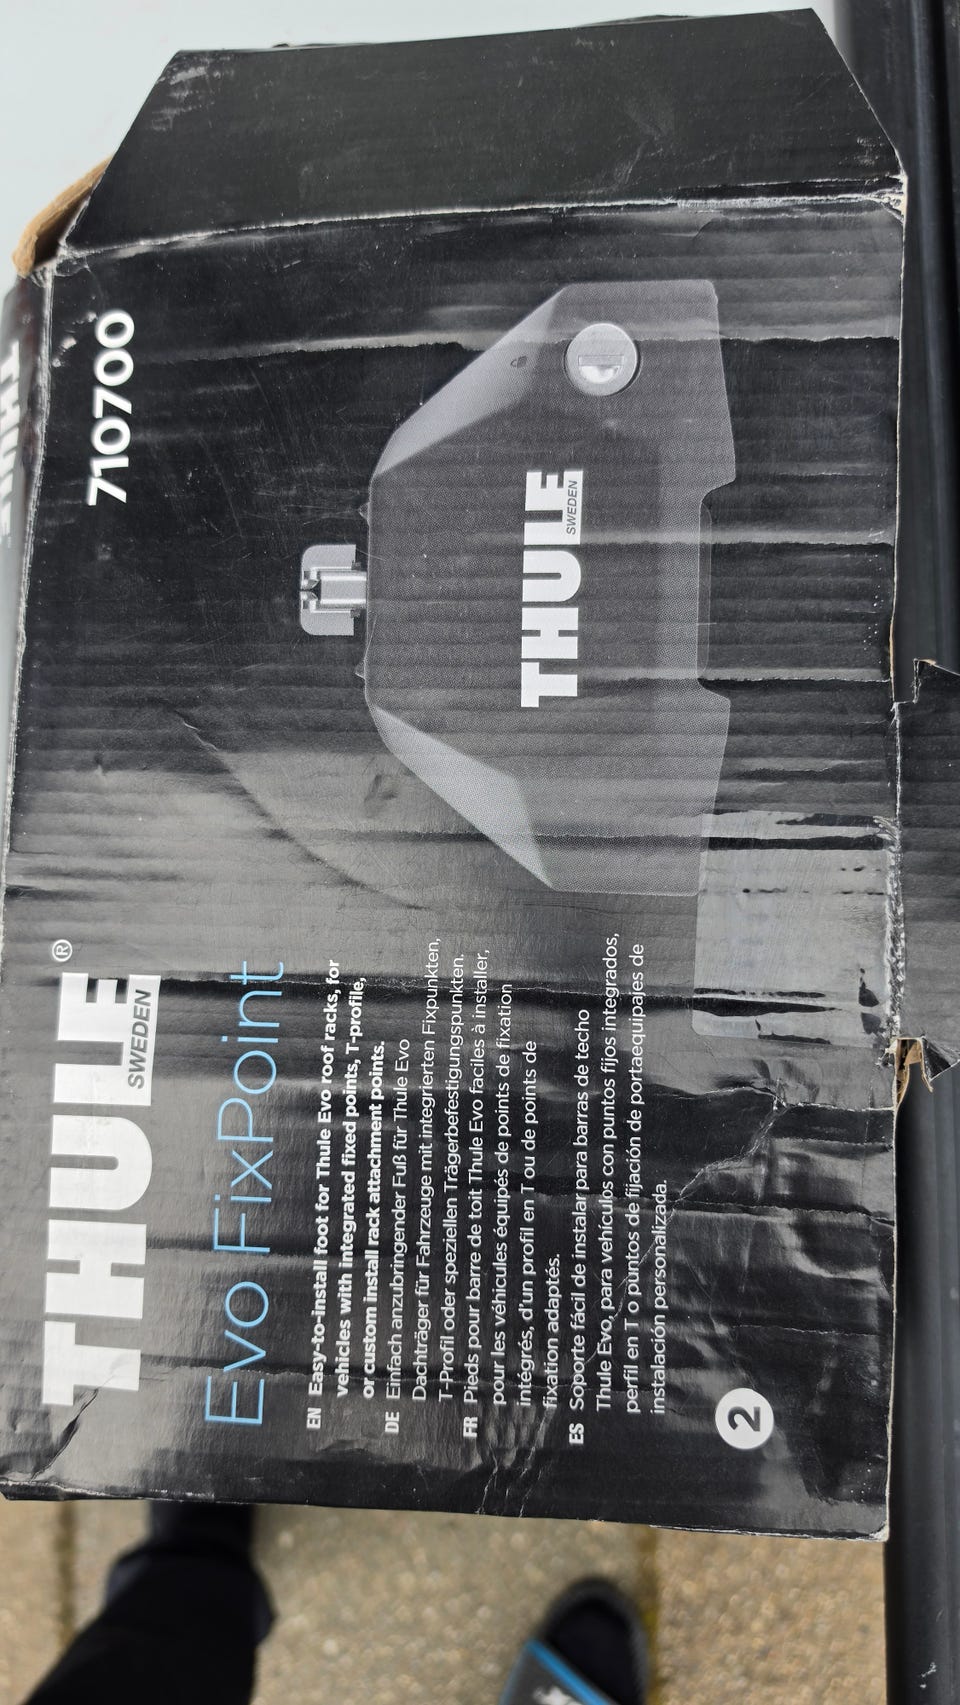 THULE®
SWEDEN
710700
Evo FixPoint
EN Easy-to-install foot for Thule Evo roof racks, for
vehicles with integrated fixed points, T-profile,
or custom install rack attachment points.
DE Einfach anzubringender Fuß für Thule Evo
Dachträger für Fahrzeuge mit integrierten Fixpunkten,
T-Profil oder speziellen Trägerbefestigungspunkten.
FR Pieds pour barre de toit Thule Evo faciles à installer,
pour les véhicules équipés de points de fixation
intégrés, d'un profil en T ou de points de
fixation adaptés.
ES Soporte fácil de instalar para barras de techo
Thule Evo, para vehículos con puntos fijos integrados,
perfil en T o puntos de fijación de portaequipajes de
instalación personalizada.
2
THULE
SWEDEN
THULE